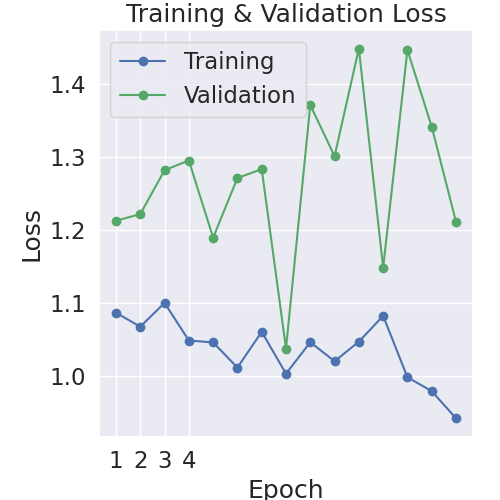 Training & Validation Loss
Training
Validation
Loss
1.4
1.3
1.2
1.1
1.0
1 2 3 4
Epoch